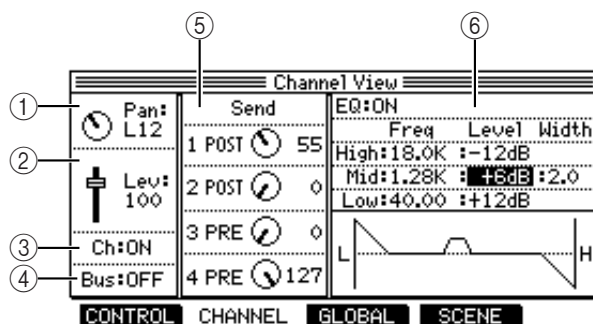 ⑤ ⑥
Channel View
① Pan: L12
② Lev: 100
③ Ch:ON
④ Bus:OFF
Send
1 POST 55
2 POST 0
3 PRE 0
4 PRE 127
EQ:ON
Freq Level Width
High:18.0K :-12dB
Mid:1.28K : +6dB :2.0
Low:40.00 :+12dB
L H
CONTROL CHANNEL GLOBAL SCENE